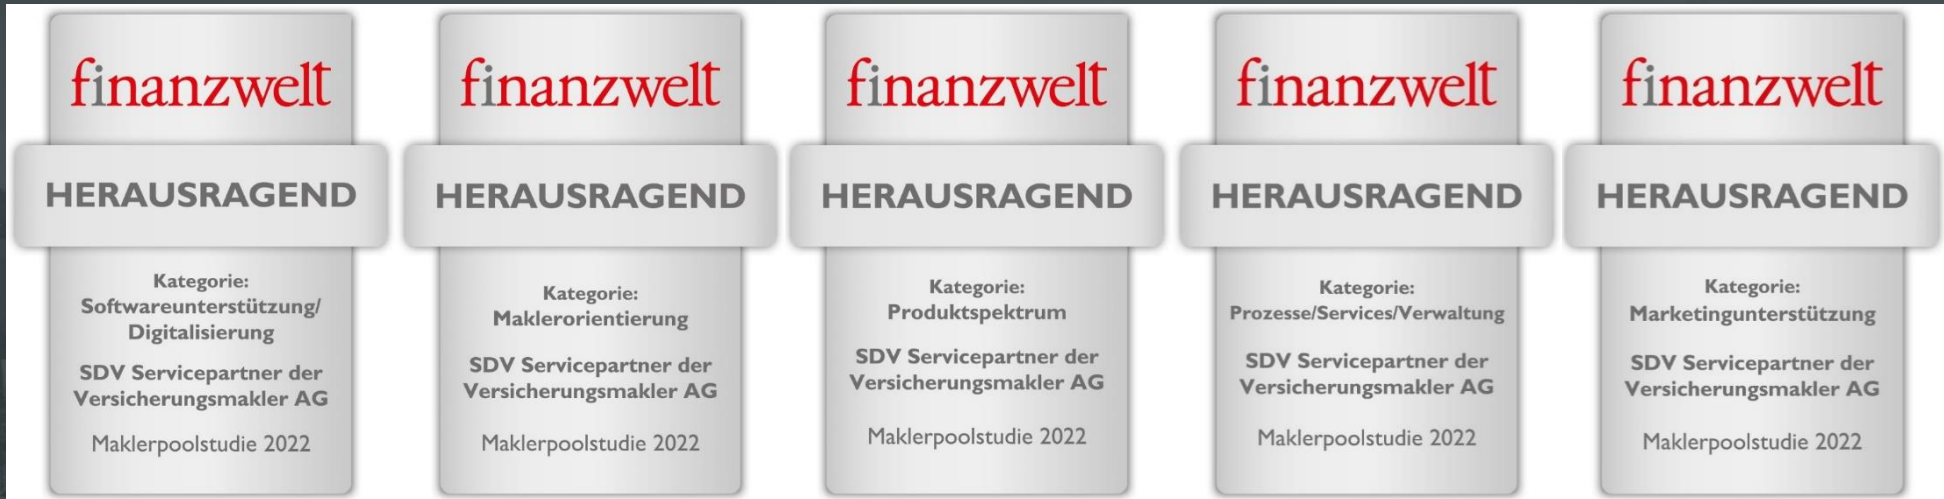 finanzwelt
HERAUSRAGEND
Kategorie:
Softwareunterstützung/
Digitalisierung
SDV Servicepartner der
Versicherungsmakler AG
Maklerpoolstudie 2022
finanzwelt
HERAUSRAGEND
Kategorie:
Maklerorientierung
SDV Servicepartner der
Versicherungsmakler AG
Maklerpoolstudie 2022
finanzwelt
HERAUSRAGEND
Kategorie:
Produktspektrum
SDV Servicepartner der
Versicherungsmakler AG
Maklerpoolstudie 2022
finanzwelt
HERAUSRAGEND
Kategorie:
Prozesse/Services/Verwaltung
SDV Servicepartner der
Versicherungsmakler AG
Maklerpoolstudie 2022
finanzwelt
HERAUSRAGEND
Kategorie:
Marketingunterstützung
SDV Servicepartner der
Versicherungsmakler AG
Maklerpoolstudie 2022